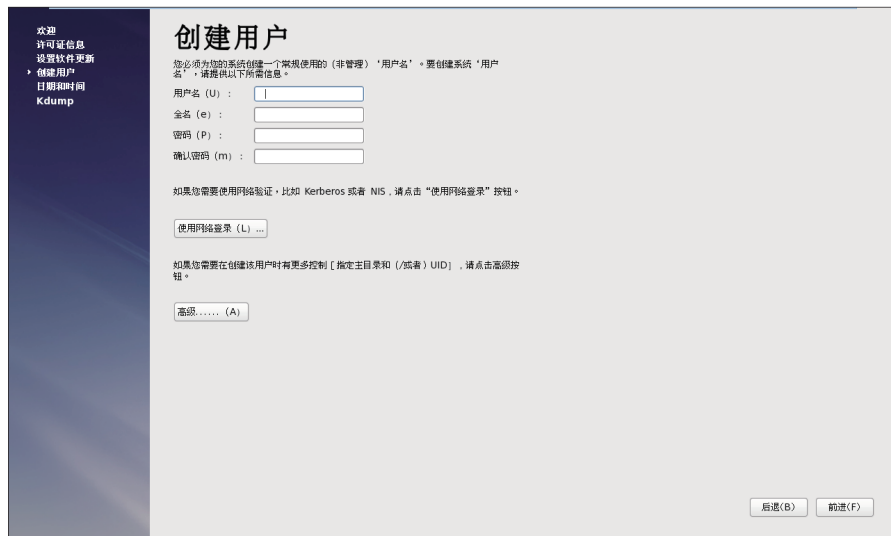 欢迎
许可证信息
设置软件更新
创建用户
日期和时间
Kdump
创建用户
您必须为您的系统创建一个常规使用的（非管理）‘用户名’。要创建系统‘用户
名’，请提供以下所需信息。
用户名（U）：
全名（e）：
密码（P）：
确认密码（m）：
如果您需要使用网络验证，比如 Kerberos 或者 NIS，请点击“使用网络登录”按钮。
使用网络登录（L）...
如果您需要在创建该用户时有更多控制［指定主目录和（/或者）UID］，请点击高级按
钮。
高级......（A）
后退(B)
前进(F)